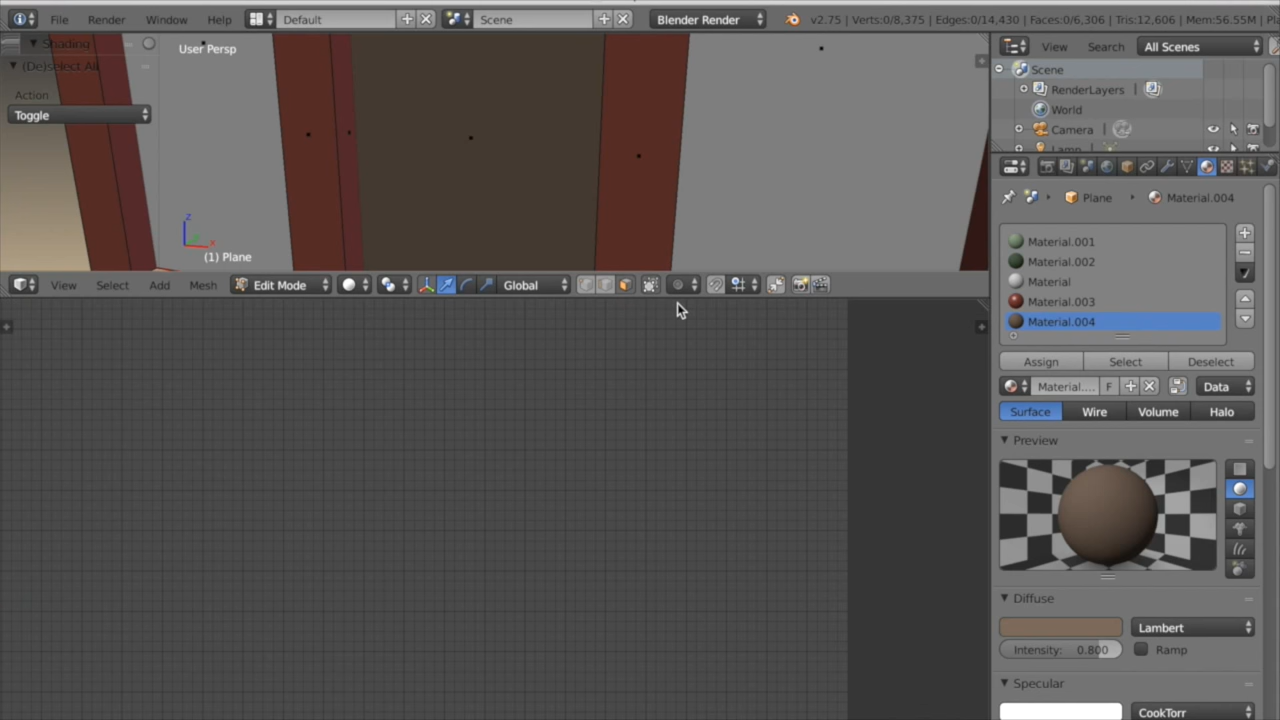 File Render Window Help Default Scene Blender Render v2.75 | Verts:0/8,375 | Edges:0/14,430 | Faces:0/6,306 | Tris:12,606 | Mem:56.55M |
Shading
User Persp
View Search All Scenes
(De)select All
Scene
Action
RenderLayers
Toggle
World
Camera
Lamp
Plane Material.004
z
x
(1) Plane
Material.001
Material.002
Material
View Select Add Mesh Edit Mode Global
Material.003
Material.004
Assign Select Deselect
Material.... F Data
Surface Wire Volume Halo
Preview
Diffuse
Lambert
Intensity: 0.800 Ramp
Specular
CookTorr